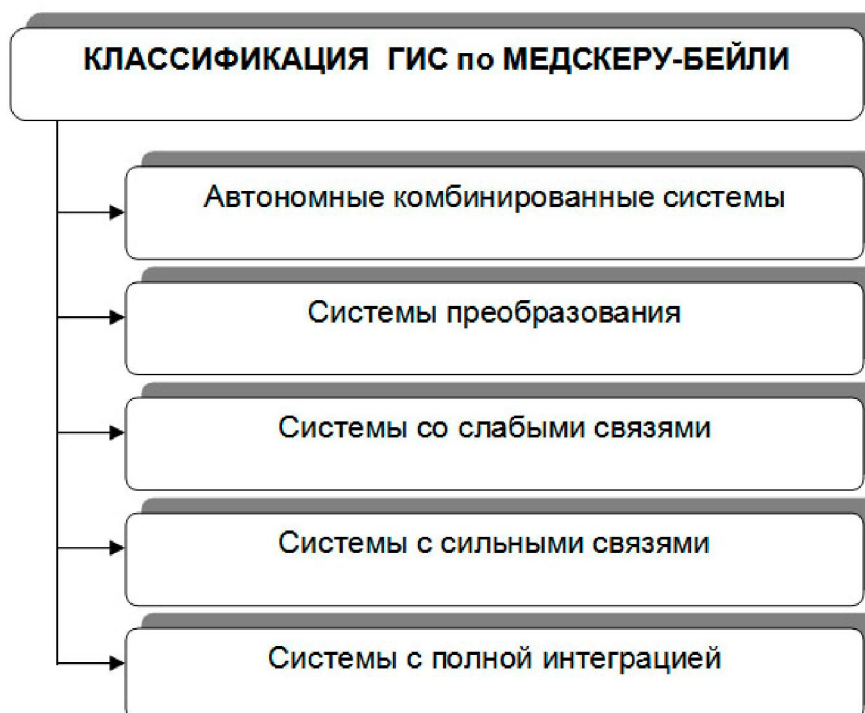 КЛАССИФИКАЦИЯ ГИС по МЕДСКЕРУ-БЕЙЛИ
Автономные комбинированные системы
Системы преобразования
Системы со слабыми связями
Системы с сильными связями
Системы с полной интеграцией